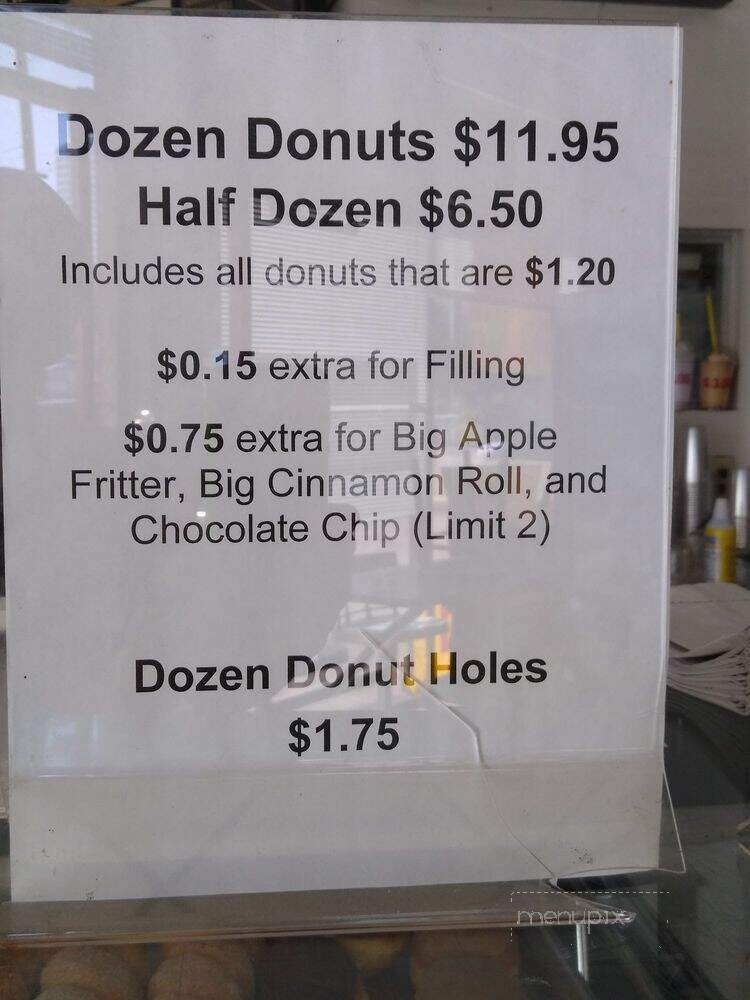 Dozen Donuts $11.95
Half Dozen $6.50
Includes all donuts that are $1.20
$0.15 extra for Filling
$0.75 extra for Big Apple
Fritter, Big Cinnamon Roll, and
Chocolate Chip (Limit 2)
Dozen Donut Holes
$1.75
menupix